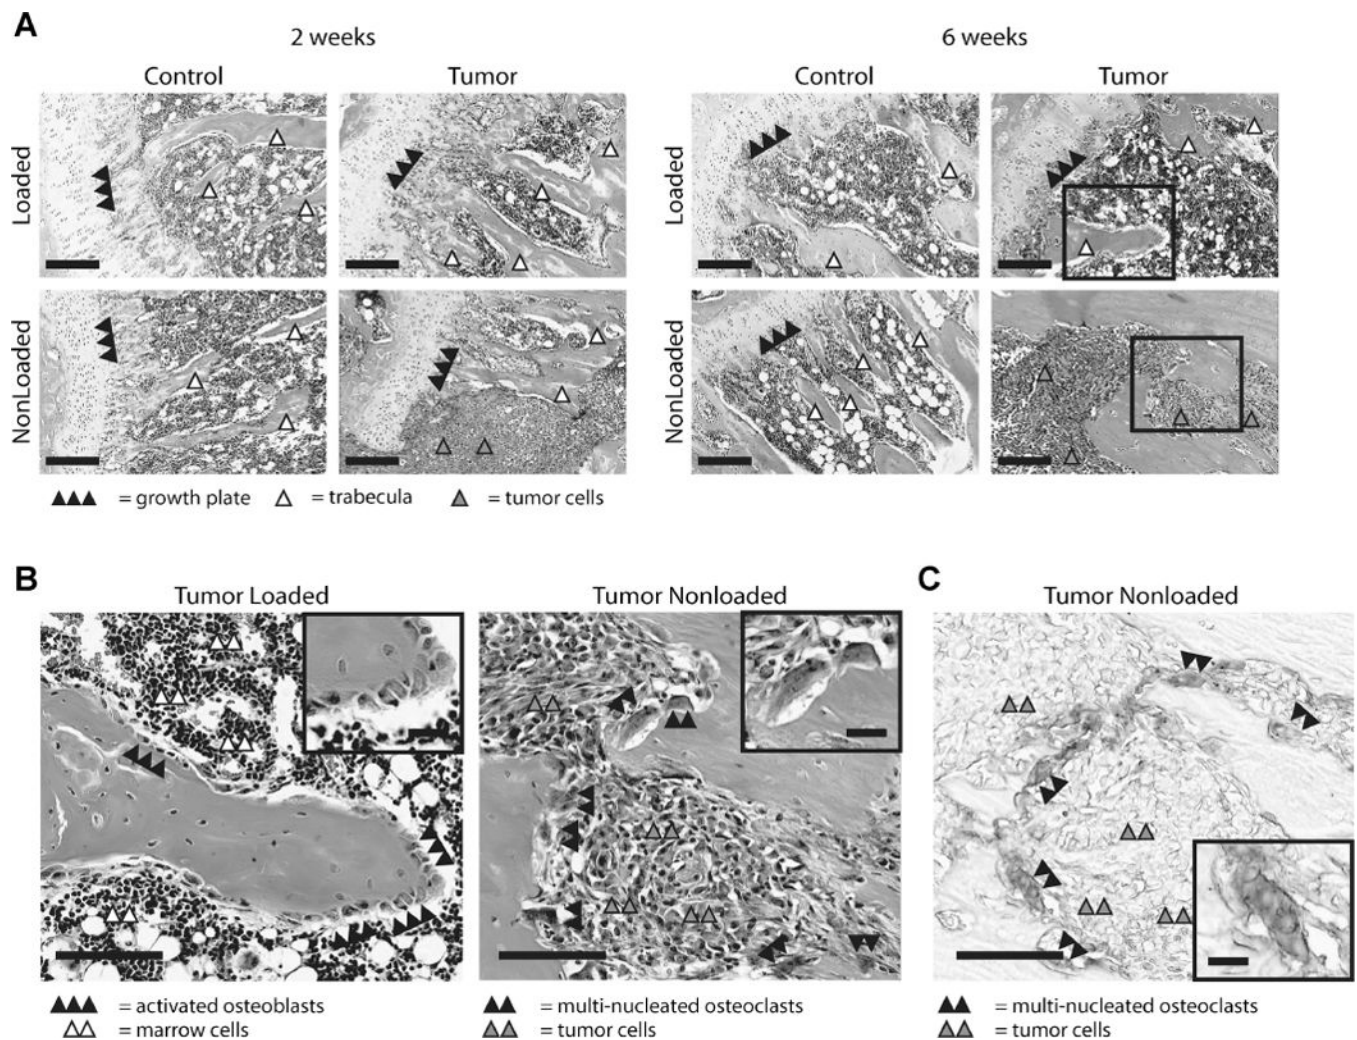 A
2 weeks
6 weeks
Control
Tumor
Control
Tumor
Loaded
Loaded
NonLoaded
NonLoaded
= growth plate
= trabecula
= tumor cells
B
Tumor Loaded
Tumor Nonloaded
C
Tumor Nonloaded
= activated osteoblasts
= marrow cells
= multi-nucleated osteoclasts
= tumor cells
= multi-nucleated osteoclasts
= tumor cells